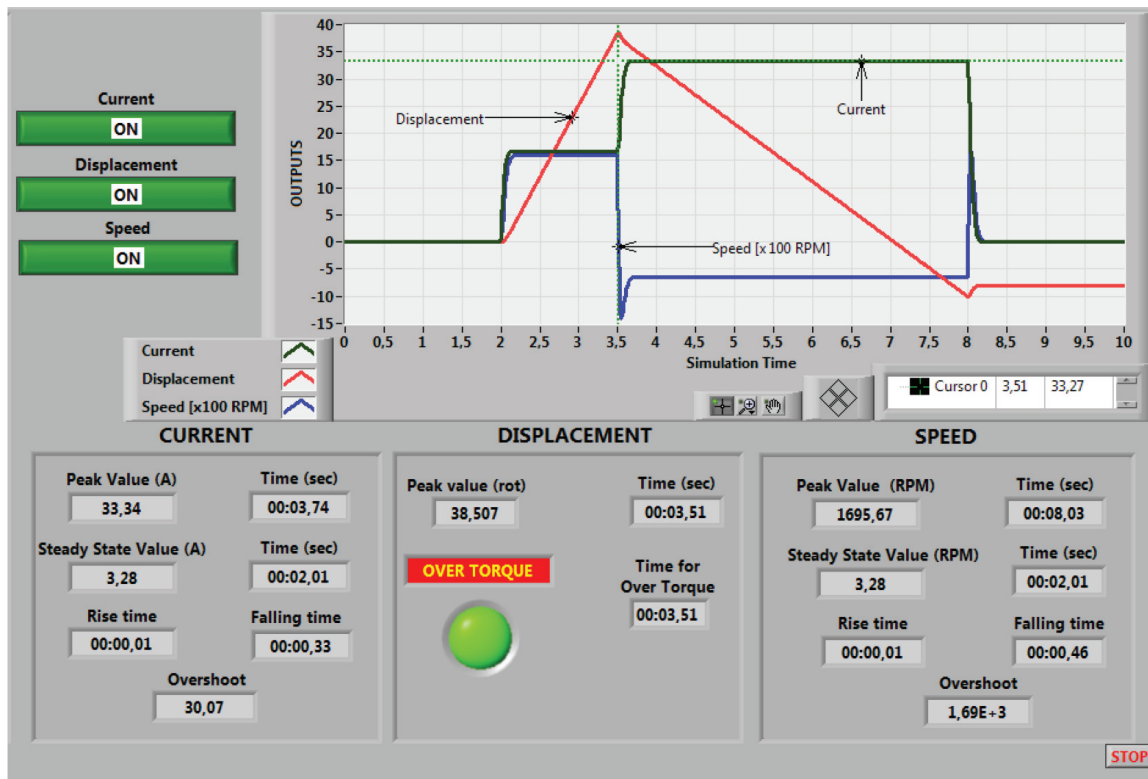 Current
ON
Displacement
ON
Speed
ON
OUTPUTS
40
35
30
25
20
15
10
5
0
-5
-10
-15
Displacement
Current
Speed [x100 RPM]
0 0,5 1 1,5 2 2,5 3 3,5 4 4,5 5 5,5 6 6,5 7 7,5 8 8,5 9 9,5 10
Simulation Time
Current
Displacement
Speed [x100 RPM]
Cursor 0 3,51 33,27
CURRENT
Peak Value (A) Time (sec)
33,34 00:03,74
Steady State Value (A) Time (sec)
3,28 00:02,01
Rise time Falling time
00:00,01 00:00,33
Overshoot
30,07
DISPLACEMENT
Peak value (rot) Time (sec)
38,507 00:03,51
OVER TORQUE
Time for
Over Torque
00:03,51
SPEED
Peak Value (RPM) Time (sec)
1695,67 00:08,03
Steady State Value (RPM) Time (sec)
3,28 00:02,01
Rise time Falling time
00:00,01 00:00,46
Overshoot
1,69E+3
STOP